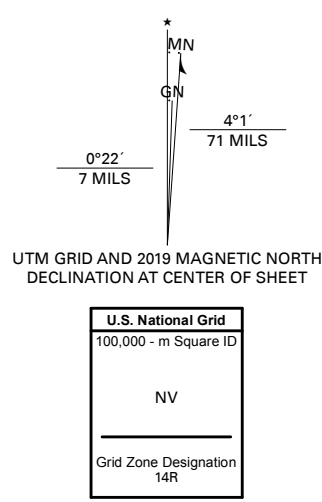 ★
MN
GN
4°1´
71 MILS
0°22´
7 MILS
UTM GRID AND 2019 MAGNETIC NORTH
DECLINATION AT CENTER OF SHEET
U.S. National Grid
100,000 - m Square ID
NV
Grid Zone Designation
14R